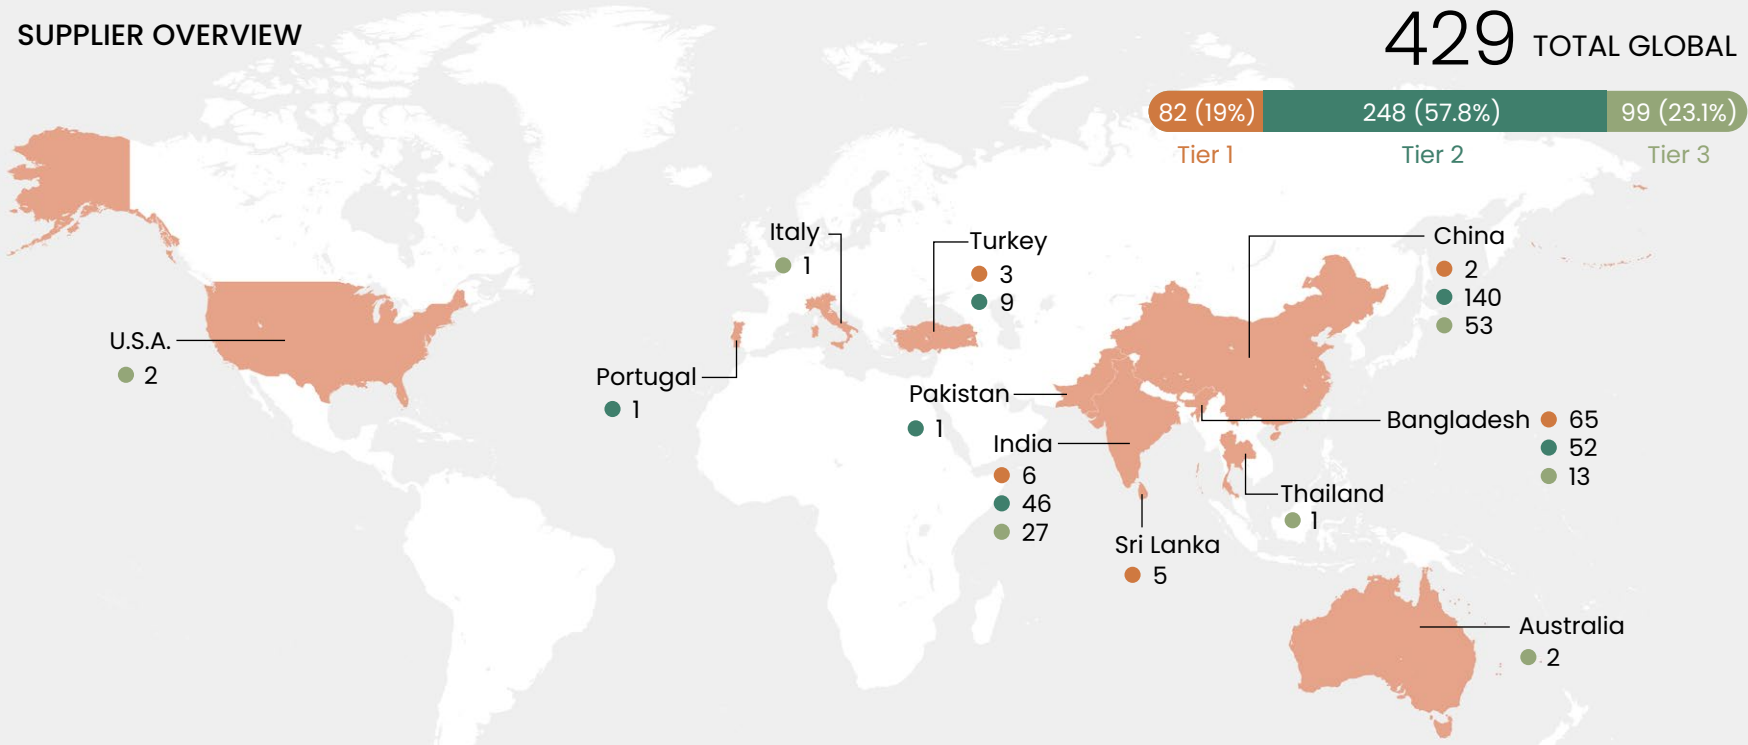 SUPPLIER OVERVIEW
429 TOTAL GLOBAL
82 (19%) 248 (57.8%) 99 (23.1%)
Tier 1 Tier 2 Tier 3
Italy
1
Turkey
3
9
China
2
140
53
U.S.A.
2
Portugal
1
Pakistan
1
Bangladesh 65
52
13
India
6
46
27
Thailand
1
Sri Lanka
5
Australia
2